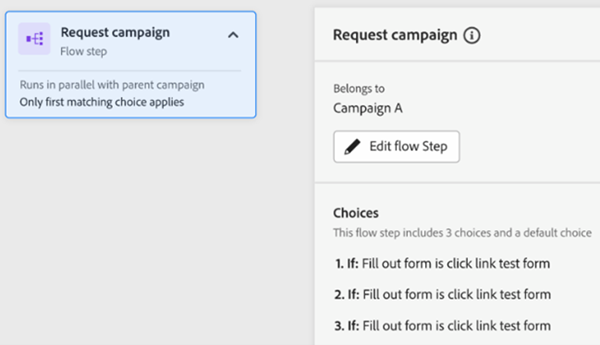 Request campaign
Flow step
Runs in parallel with parent campaign
Only first matching choice applies
Request campaign
Belongs to
Campaign A
Edit flow Step
Choices
This flow step includes 3 choices and a default choice
1. If: Fill out form is click link test form
2. If: Fill out form is click link test form
3. If: Fill out form is click link test form